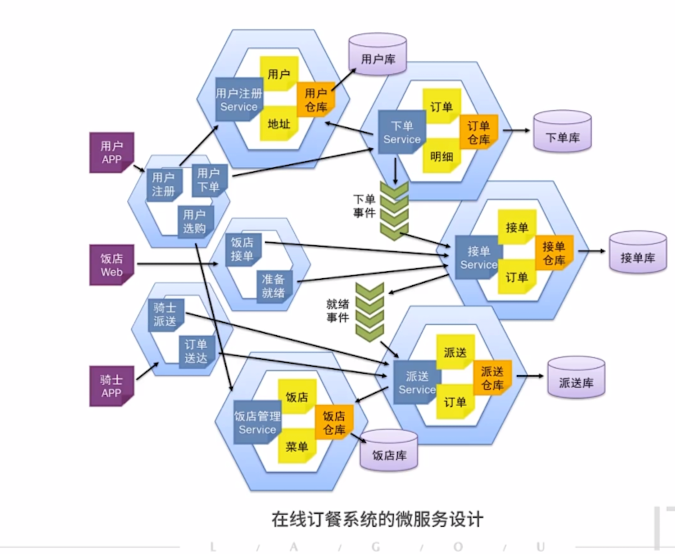 用户注册
Service
用户
地址
用户
仓库
用户库
下单
Service
订单
明细
订单
仓库
下单库
用户
APP
用户
注册
用户
下单
用户
选购
下单
事件
饭店
Web
饭店
接单
准备
就绪
接单
Service
接单
订单
接单
仓库
接单库
就绪
事件
骑士
APP
骑士
派送
订单
送达
派送
Service
派送
订单
派送
仓库
派送库
饭店管理
Service
饭店
菜单
饭店
仓库
饭店库
在线订餐系统的微服务设计
L / A / G / O / U